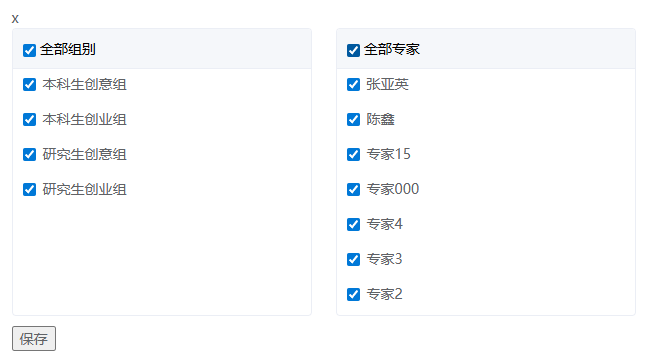 x
全部组别
本科生创意组
本科生创业组
研究生创意组
研究生创业组
全部专家
张亚英
陈鑫
专家15
专家000
专家4
专家3
专家2
保存